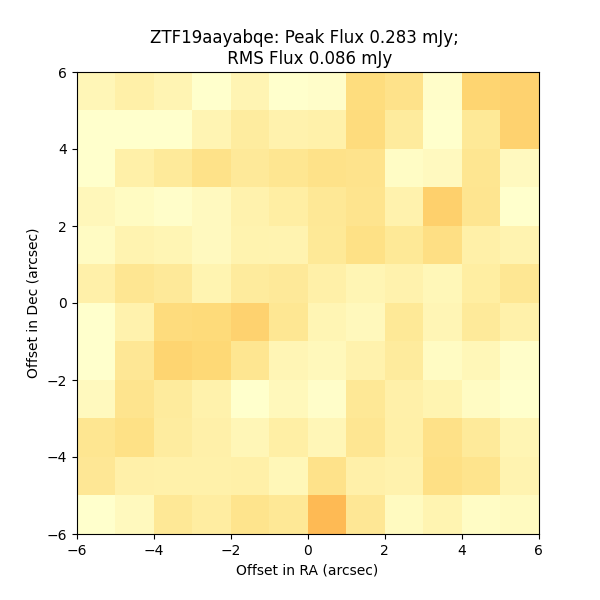 ZTF19aayabqe: Peak Flux 0.283 mJy;
RMS Flux 0.086 mJy
6
4
2
0
−2
−4
−6
Offset in Dec (arcsec)
−6 −4 −2 0 2 4 6
Offset in RA (arcsec)